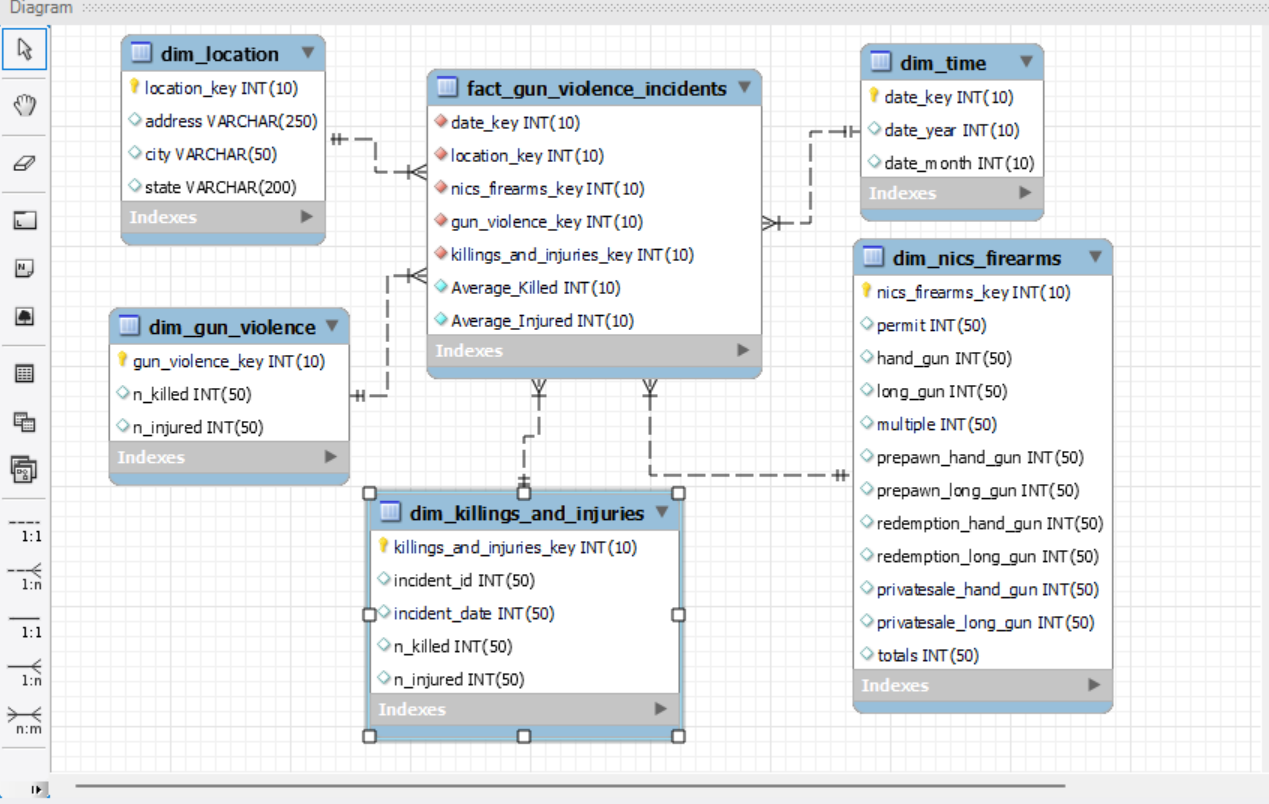 Diagram
dim_location
location_key INT(10)
address VARCHAR(250)
city VARCHAR(50)
state VARCHAR(200)
Indexes
fact_gun_violence_incidents
date_key INT(10)
location_key INT(10)
nics_firearms_key INT(10)
gun_violence_key INT(10)
killings_and_injuries_key INT(10)
Average_Killed INT(10)
Average_Injured INT(10)
Indexes
dim_time
date_key INT(10)
date_year INT(10)
date_month INT(10)
Indexes
dim_gun_violence
gun_violence_key INT(10)
n_killed INT(50)
n_injured INT(50)
Indexes
dim_killings_and_injuries
killings_and_injuries_key INT(10)
incident_id INT(50)
incident_date INT(50)
n_killed INT(50)
n_injured INT(50)
Indexes
dim_nics_firearms
nics_firearms_key INT(10)
permit INT(50)
hand_gun INT(50)
long_gun INT(50)
multiple INT(50)
prepawn_hand_gun INT(50)
prepawn_long_gun INT(50)
redemption_hand_gun INT(50)
redemption_long_gun INT(50)
privatesale_hand_gun INT(50)
privatesale_long_gun INT(50)
totals INT(50)
Indexes
1:1
1:n
1:1
1:n
n:m